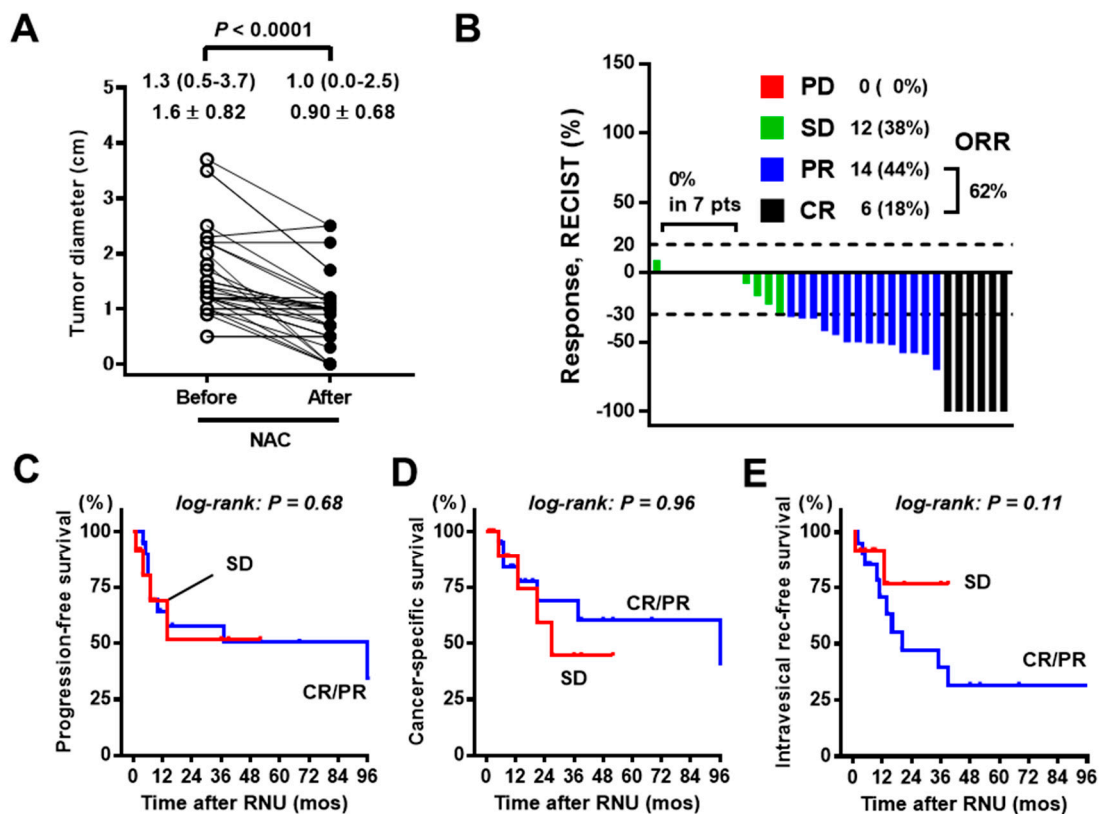 A
P < 0.0001
1.3 (0.5-3.7) 1.0 (0.0-2.5)
1.6 ± 0.82 0.90 ± 0.68
Tumor diameter (cm)
5
4
3
2
1
0
Before After
NAC
B
Response, RECIST (%)
150
100
50
20
0
-30
-50
-100
PD 0 ( 0%)
SD 12 (38%)
PR 14 (44%)
CR 6 (18%)
ORR
62%
0%
in 7 pts
C
(%)
log-rank: P = 0.68
Progression-free survival
100
75
50
25
0
SD
CR/PR
0 12 24 36 48 60 72 84 96
Time after RNU (mos)
D
(%)
log-rank: P = 0.96
Cancer-specific survival
100
75
50
25
0
CR/PR
SD
0 12 24 36 48 60 72 84 96
Time after RNU (mos)
E
(%)
log-rank: P = 0.11
Intravesical rec-free survival
100
75
50
25
0
SD
CR/PR
0 12 24 36 48 60 72 84 96
Time after RNU (mos)